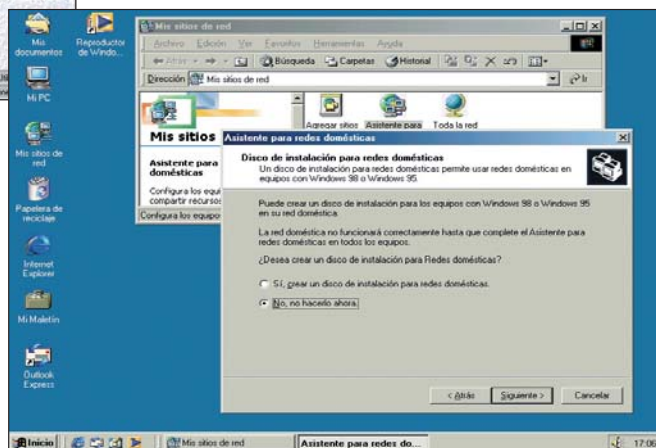 Mis documentos
Reproductor de Windo...
Mi PC
Mis sitios de red
Papelera de reciclaje
Internet Explorer
Mi Maletín
Outlook Express
Mis sitios de red
Archivo Edición Ver Favoritos Herramientas Ayuda
Atrás Búsqueda Carpetas Historial
Dirección Mis sitios de red Ir
Agregar sitios Asistente para Toda la red
Mis sitios
Asistente para
domésticas
Configura los equi
compartir recursos
Configura los equipo
Asistente para redes domésticas
Disco de instalación para redes domésticas
Un disco de instalación para redes domésticas permite usar redes domésticas en
equipos con Windows 98 o Windows 95.
Puede crear un disco de instalación para los equipos con Windows 98 o Windows 95
en su red doméstica.
La red doméstica no funcionará correctamente hasta que complete el Asistente para
redes domésticas en todos los equipos.
¿Desea crear un disco de instalación para Redes domésticas?
Sí, crear un disco de instalación para redes domésticas.
No, no hacerlo ahora.
< Atrás Siguiente > Cancelar
Inicio Mis sitios de red Asistente para redes do... 17:06